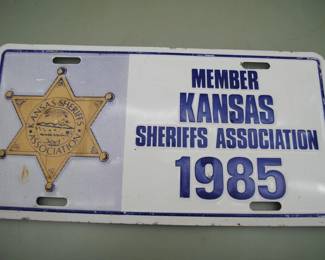 KANSAS SHERIFFS
ASSOCIATION
MEMBER
KANSAS
SHERIFFS ASSOCIATION
1985